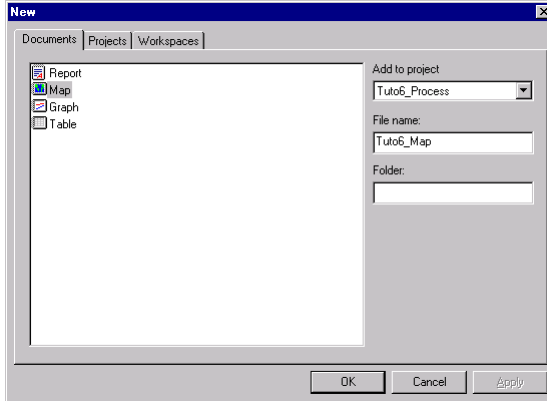 New
Documents Projects Workspaces
Report
Map
Graph
Table
Add to project
Tuto6_Process
File name:
Tuto6_Map
Folder:
OK Cancel Apply